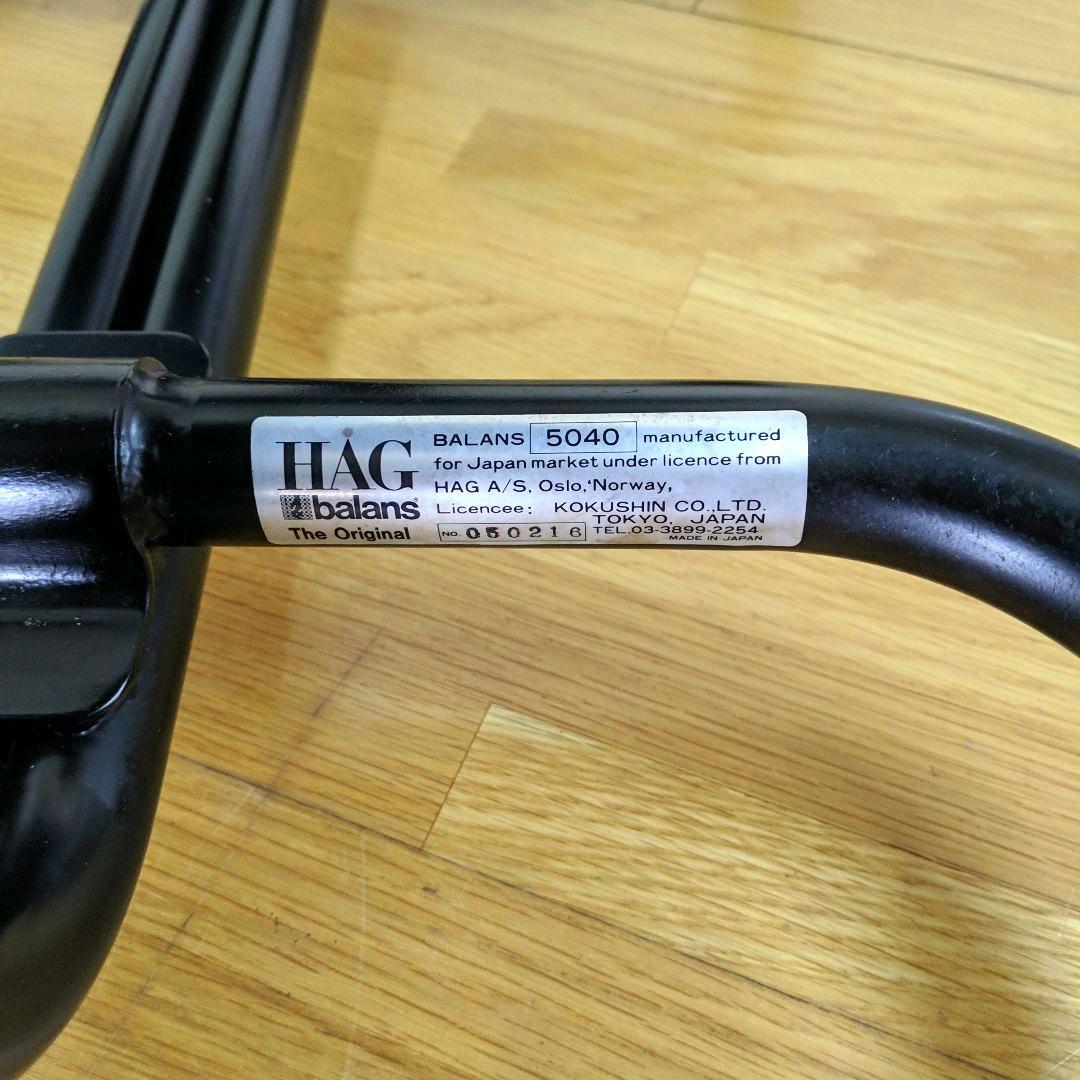 HÅG
balans
The Original
BALANS 5040 manufactured
for Japan market under licence from
HAG A/S, Oslo,'Norway,
Licencee: KOKUSHIN CO.,LTD.
TOKYO, JAPAN
NO. 050216 TEL.03-3899-2254
MADE IN JAPAN